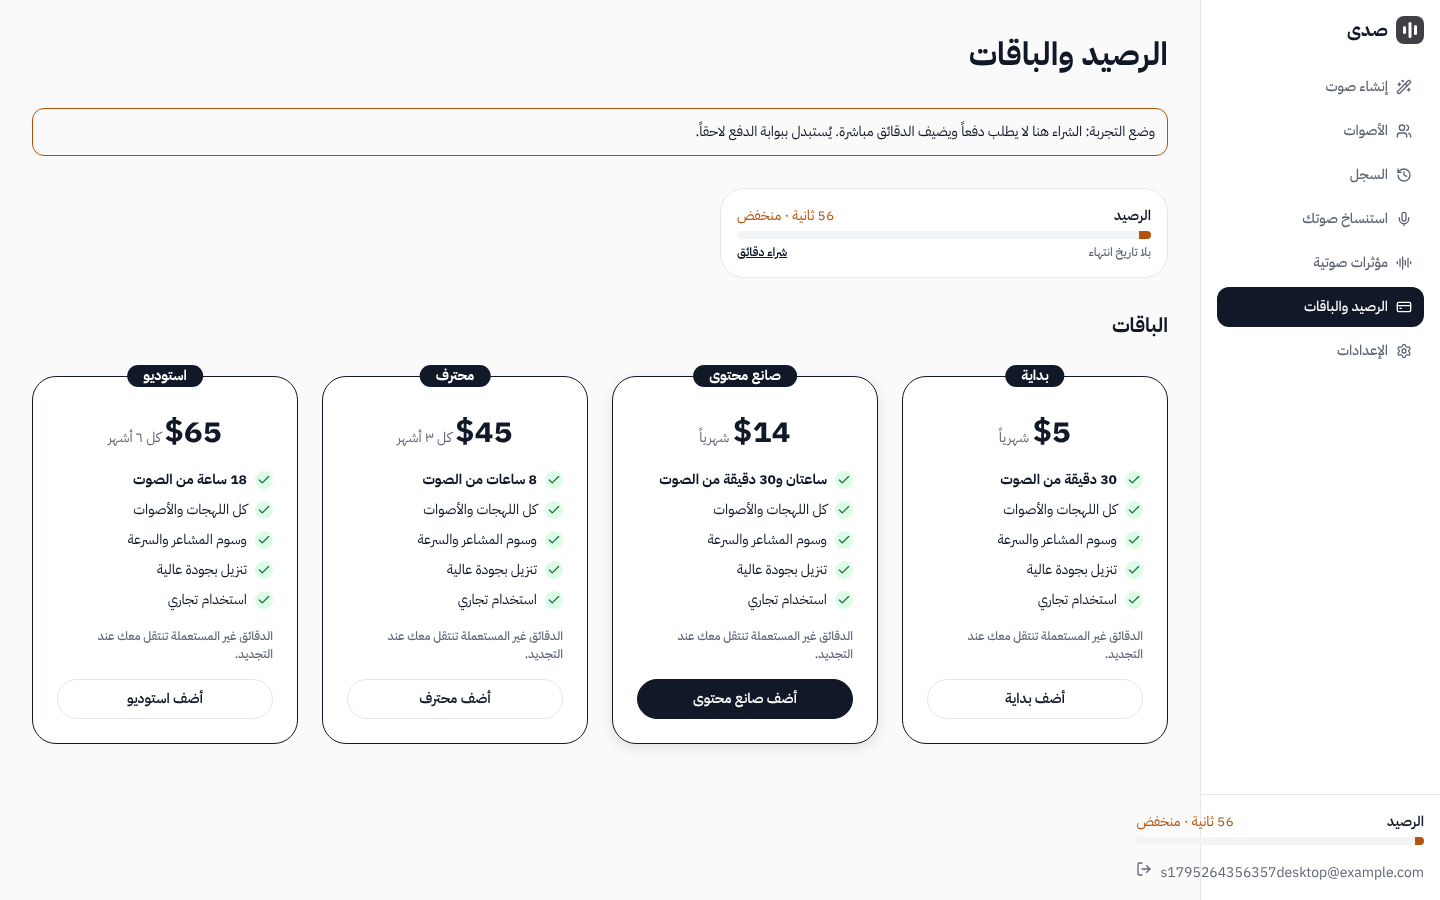 صدى
إنشاء صوت
الأصوات
السجل
استنساخ صوتك
مؤثرات صوتية
الرصيد والباقات
الإعدادات
الرصيد
56 ثانية · منخفض
s1795264356357desktop@example.com
الرصيد والباقات
وضع التجربة: الشراء هنا لا يطلب دفعاً ويضيف الدقائق مباشرة. يُستبدل ببوابة الدفع لاحقاً.
الرصيد
56 ثانية · منخفض
بلا تاريخ انتهاء
شراء دقائق
الباقات
بداية
$5 شهرياً
30 دقيقة من الصوت
كل اللهجات والأصوات
وسوم المشاعر والسرعة
تنزيل بجودة عالية
استخدام تجاري
الدقائق غير المستعملة تنتقل معك عند
التجديد.
أضف بداية
صانع محتوى
$14 شهرياً
ساعتان و30 دقيقة من الصوت
كل اللهجات والأصوات
وسوم المشاعر والسرعة
تنزيل بجودة عالية
استخدام تجاري
الدقائق غير المستعملة تنتقل معك عند
التجديد.
أضف صانع محتوى
محترف
$45 كل ٣ أشهر
8 ساعات من الصوت
كل اللهجات والأصوات
وسوم المشاعر والسرعة
تنزيل بجودة عالية
استخدام تجاري
الدقائق غير المستعملة تنتقل معك عند
التجديد.
أضف محترف
استوديو
$65 كل ٦ أشهر
18 ساعة من الصوت
كل اللهجات والأصوات
وسوم المشاعر والسرعة
تنزيل بجودة عالية
استخدام تجاري
الدقائق غير المستعملة تنتقل معك عند
التجديد.
أضف استوديو